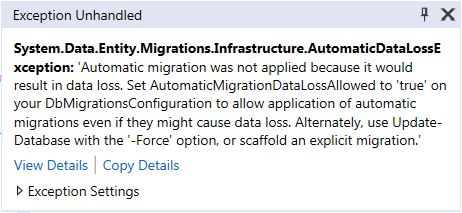 Exception Unhandled
System.Data.Entity.Migrations.Infrastructure.AutomaticDataLossE
xception: 'Automatic migration was not applied because it would
result in data loss. Set AutomaticMigrationDataLossAllowed to 'true' on
your DbMigrationsConfiguration to allow application of automatic
migrations even if they might cause data loss. Alternately, use Update-
Database with the '-Force' option, or scaffold an explicit migration.'
View Details | Copy Details
Exception Settings